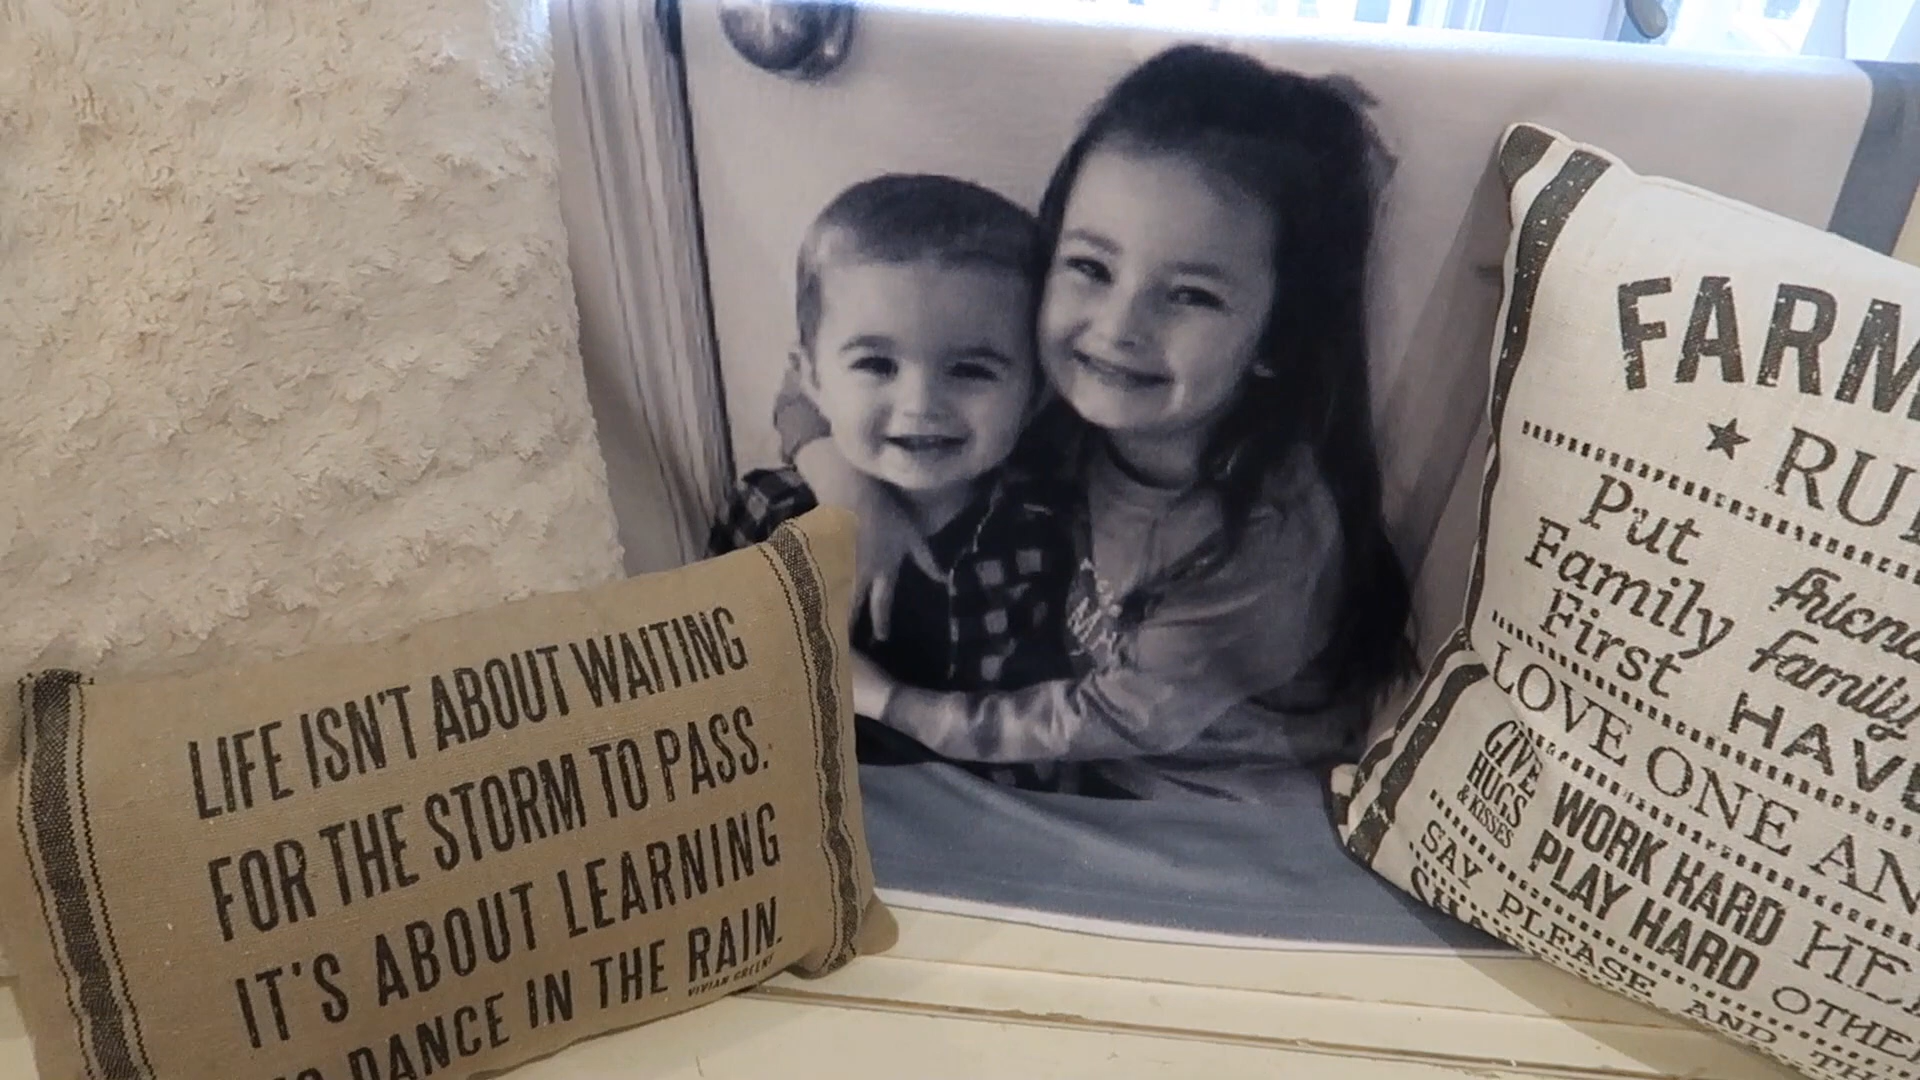 LIFE ISN'T ABOUT WAITING
FOR THE STORM TO PASS.
IT'S ABOUT LEARNING
DANCE IN THE RAIN.
VIVIAN GREENE
FARM
★ RU
Put
Family
First
friend
family
HAVE
LOVE ONE AN
GIVE
HUGS
& KISSES
WORK HARD
PLAY HARD
HE
OTHE
SAY PLEASE AND TH